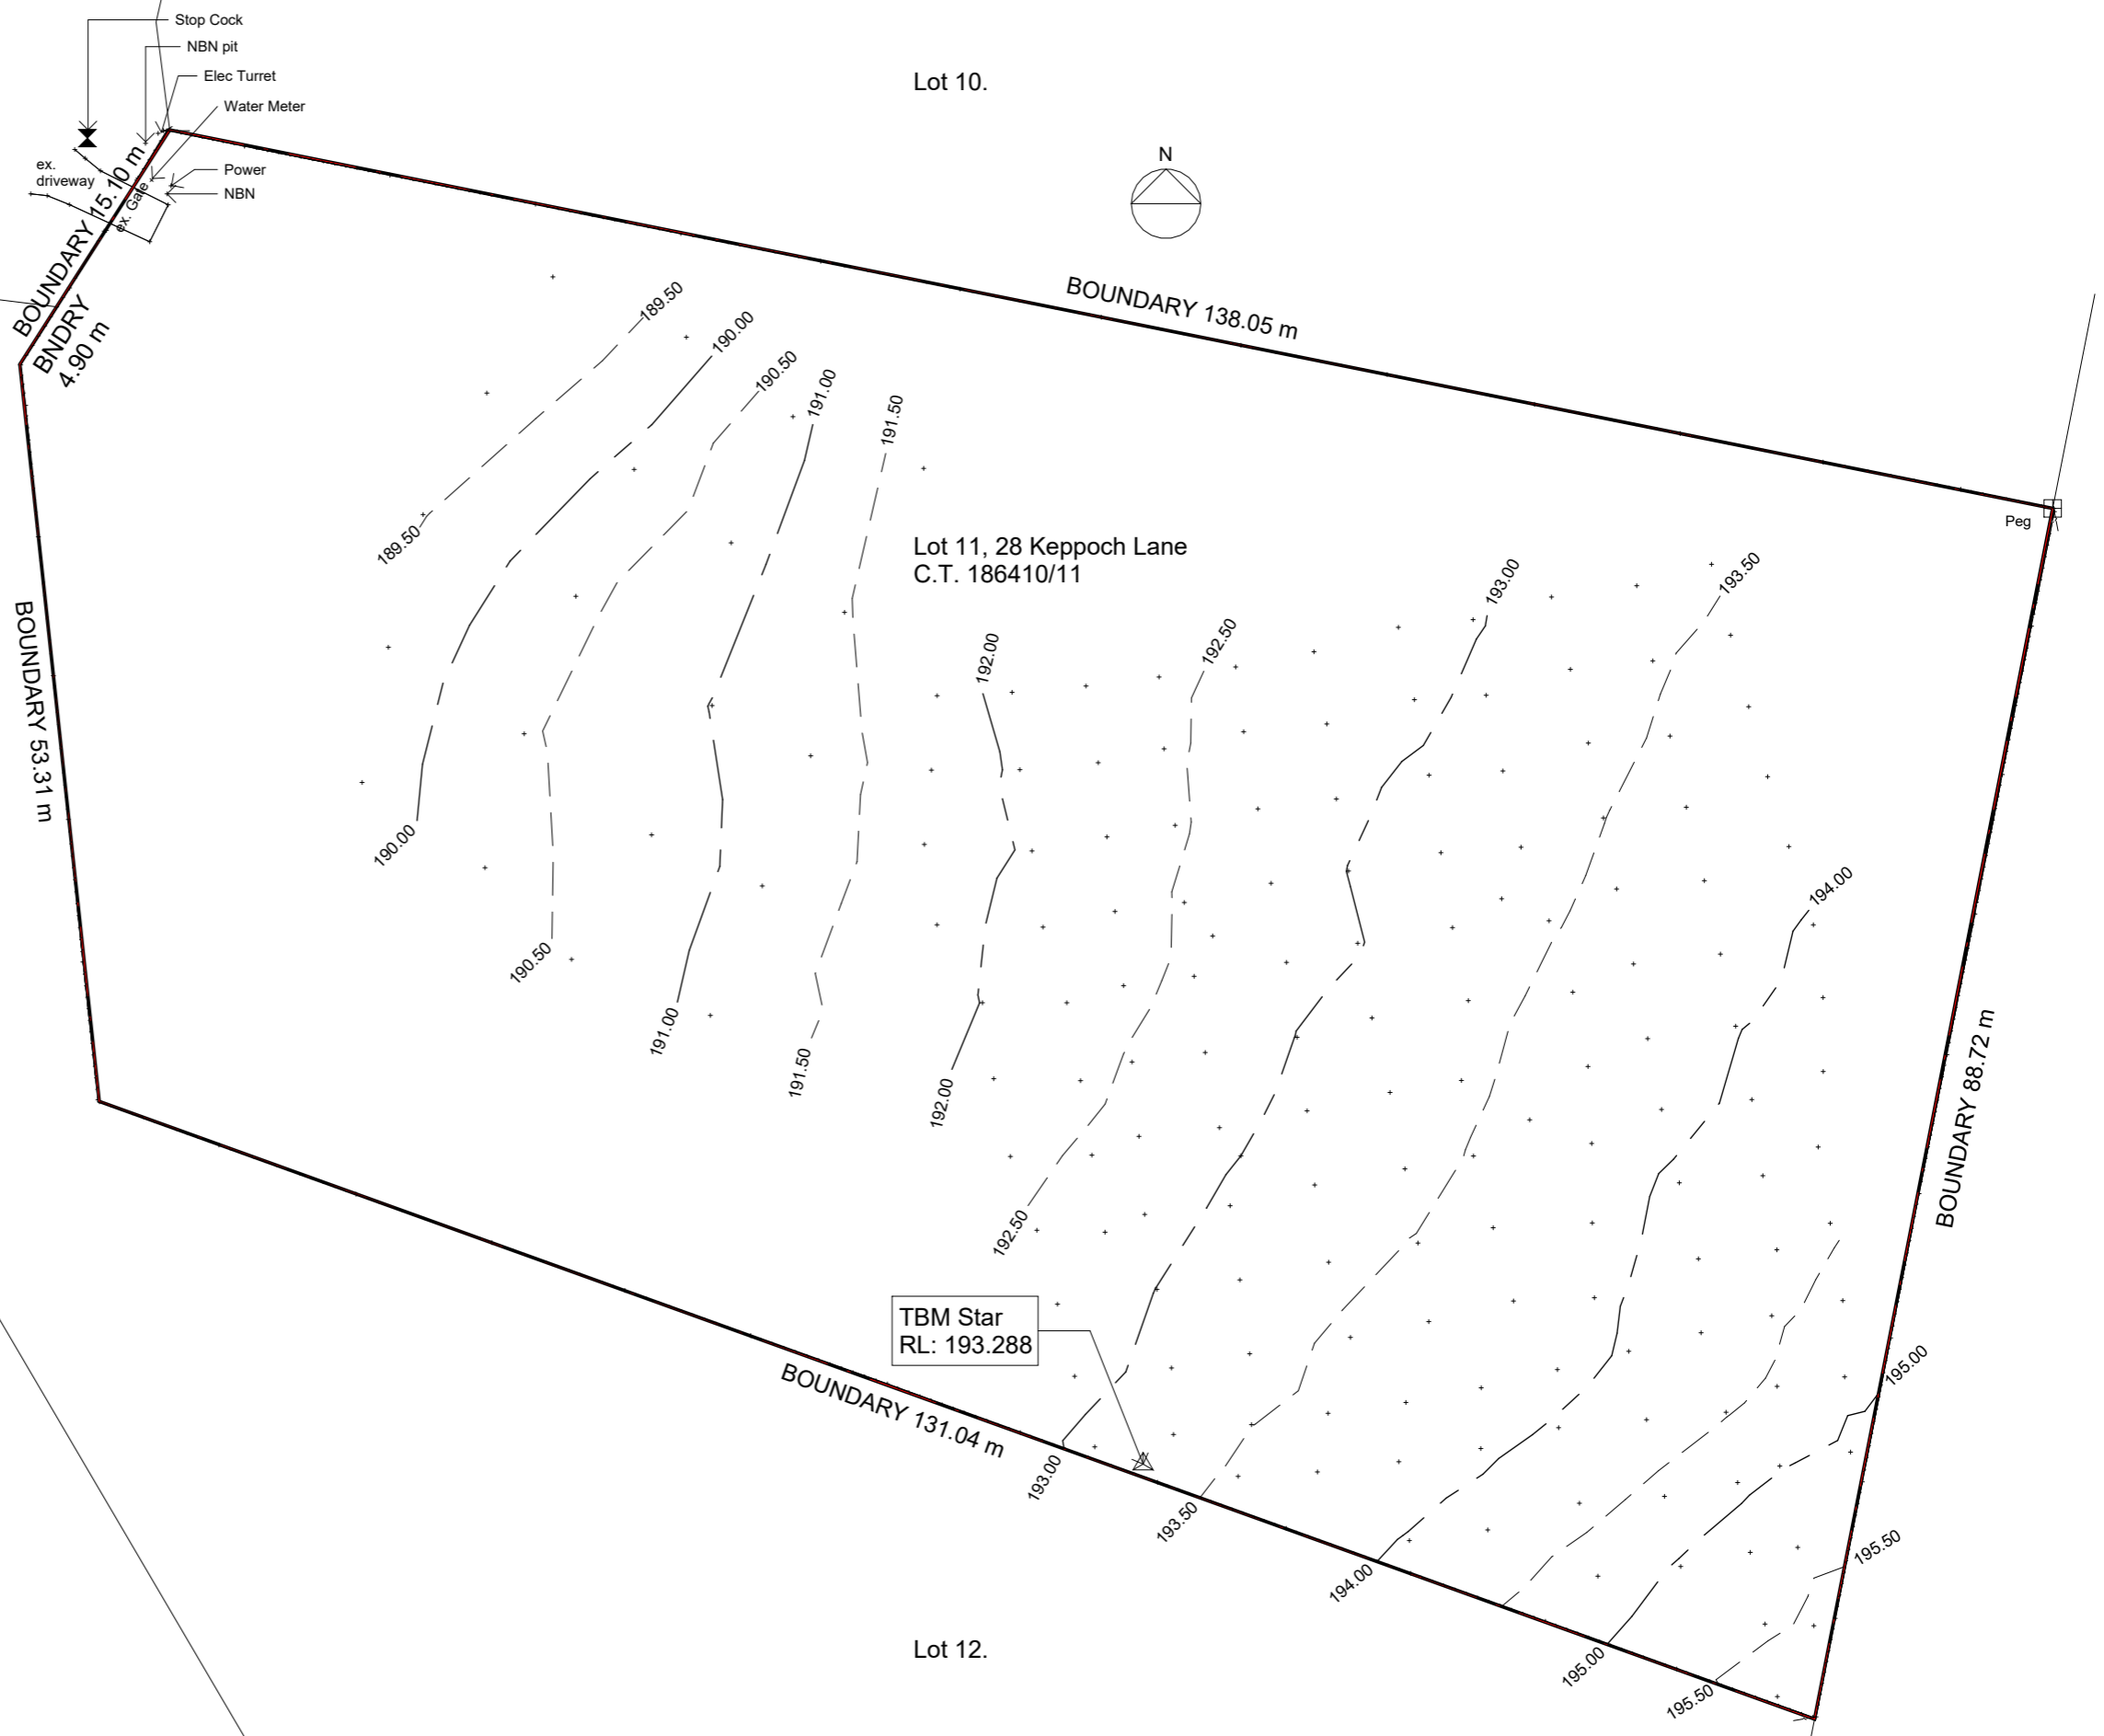 Stop Cock
NBN pit
Elec Turret
Water Meter
Power
NBN
ex.
driveway
ex. Gate
BOUNDARY 15.10 m
BNDRY
4.90 m
Lot 10.
N
BOUNDARY 138.05 m
189.50
190.00
190.50
191.00
191.50
189.50
Lot 11, 28 Keppoch Lane
C.T. 186410/11
Peg
193.00
193.50
192.00
192.50
BOUNDARY 53.31 m
190.00
194.00
190.50
191.00
191.50
192.00
BOUNDARY 88.72 m
192.50
TBM Star
RL: 193.288
BOUNDARY 131.04 m
195.00
193.00
193.50
194.00
195.50
195.00
195.50
Lot 12.